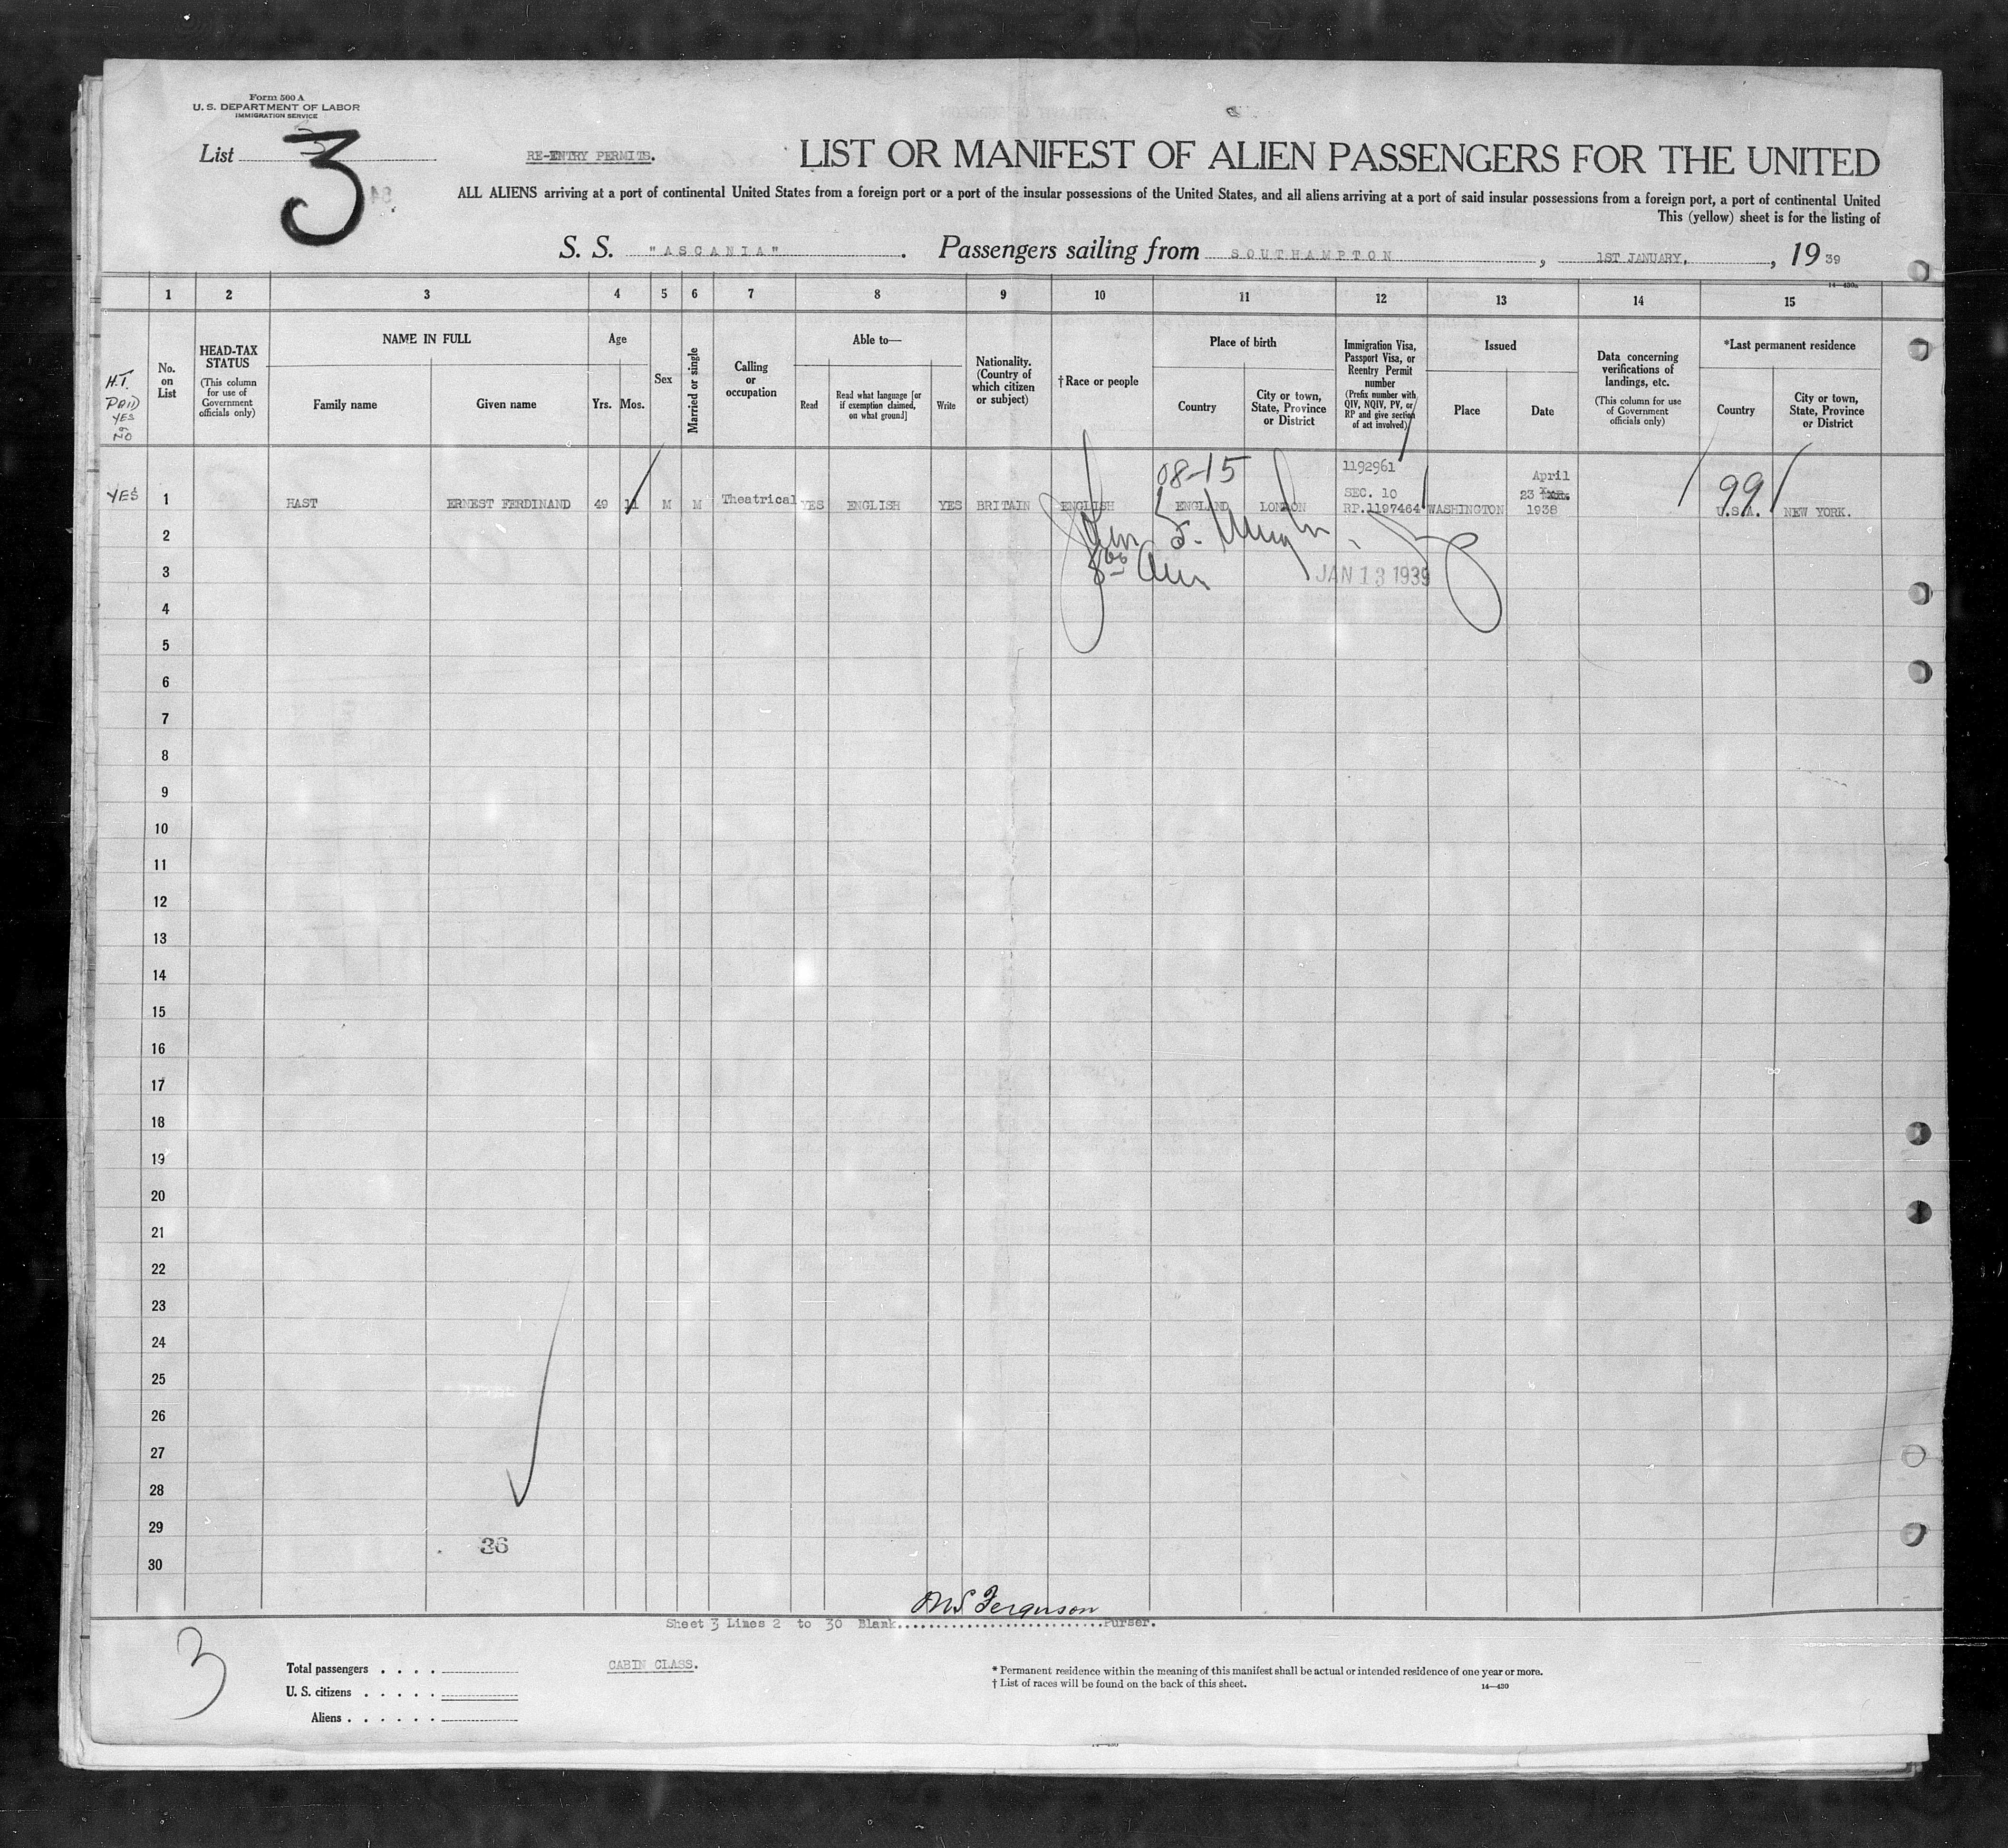 Form 500 A
U. S. DEPARTMENT OF LABOR
IMMIGRATION SERVICE
List 3
3
RE-ENTRY PERMITS.
LIST OR MANIFEST OF ALIEN PASSENGERS FOR THE UNITED
ALL ALIENS arriving at a port of continental United States from a foreign port or a port of the insular possessions of the United States, and all aliens arriving at a port of said insular possessions from a foreign port, a port of continental United
This (yellow) sheet is for the listing of
S. S. "ASCANIA". Passengers sailing from SOUTHAMPTON, 1ST JANUARY, 19 39
14—430a
1 2 3 4 5 6 7 8 9 10 11 12 13 14 15
H.T. PAID YES or NO
No. on List
HEAD-TAX STATUS
(This column for use of Government officials only)
NAME IN FULL
Family name
Given name
Age
Yrs. Mos.
Sex
Married or single
Calling or occupation
Able to—
Read
Read what language [or if exemption claimed, on what ground]
Write
Nationality. (Country of which citizen or subject)
†Race or people
Place of birth
Country
City or town, State, Province or District
Immigration Visa, Passport Visa, or Reentry Permit number
(Prefix number with QIV, NQIV, PV, or RP and give section of act involved)
Issued
Place
Date
Data concerning verifications of landings, etc.
(This column for use of Government officials only)
*Last permanent residence
Country
City or town, State, Province or District
08-15
1192961
April
99
YES 1 HAST ERNEST FERDINAND 49 11 M M Theatrical YES ENGLISH YES BRITAIN ENGLISH ENGLAND LONDON SEC. 10 RP.1197464 WASHINGTON 23 1938 U.S.A. NEW YORK.
2
3 JAN 13 1939
4
5
6
7
8
9
10
11
12
13
14
15
16
17
18
19
20
21
22
23
24
25
26
27
28
29
36
30
Ferguson
Sheet 3 Lines 2 to 30 Blank..........................Purser.
3
Total passengers . . . .
CABIN CLASS.
* Permanent residence within the meaning of this manifest shall be actual or intended residence of one year or more.
U. S. citizens . . . . .
† List of races will be found on the back of this sheet.
14—430
Aliens . . . . . .